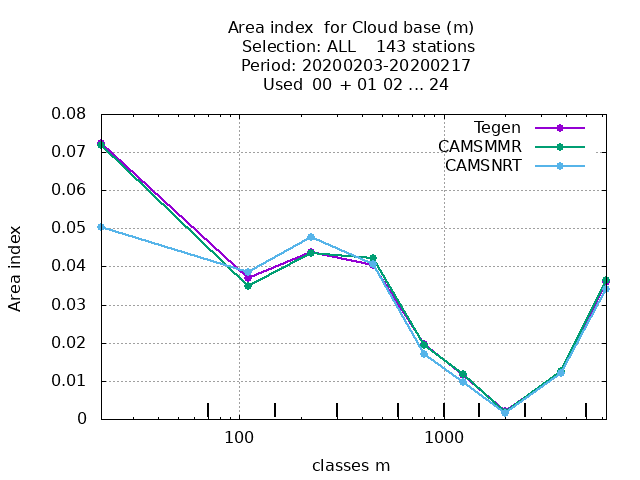 Area index  for Cloud base (m)
Selection: ALL    143 stations
Period: 20200203-20200217
Used  00  + 01 02 ... 24
0.08
0.07
0.06
0.05
0.04
0.03
0.02
0.01
0
Area index
Tegen
CAMSMMR
CAMSNRT
100
1000
classes m